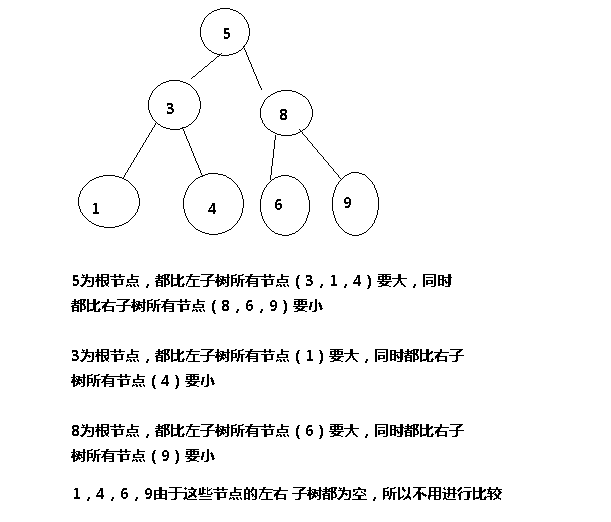 5
3
8
1
4
6
9
5为根节点，都比左子树所有节点（3，1，4）要大，同时
都比右子树所有节点（8，6，9）要小
3为根节点，都比左子树所有节点（1）要大，同时都比右子
树所有节点（4）要小
8为根节点，都比左子树所有节点（6）要大，同时都比右子
树所有节点（9）要小
1，4，6，9由于这些节点的左右 子树都为空，所以不用进行比较